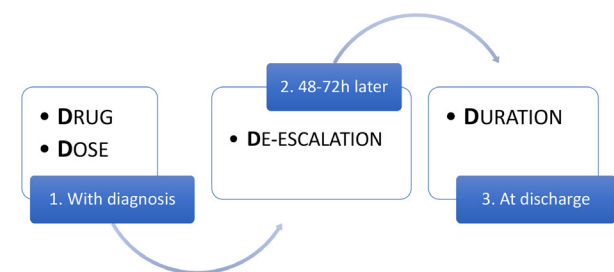 • DRUG
• DOSE
1. With diagnosis
2. 48-72h later
• DE-ESCALATION
• DURATION
3. At discharge